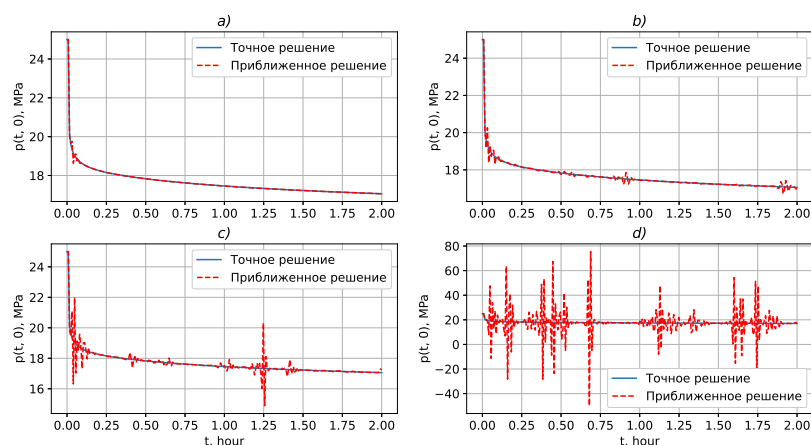 a)
p(t, 0), MPa
24
22
20
18
0.00 0.25 0.50 0.75 1.00 1.25 1.50 1.75 2.00
Точное решение
Приближенное решение
b)
p(t, 0), MPa
24
22
20
18
0.00 0.25 0.50 0.75 1.00 1.25 1.50 1.75 2.00
Точное решение
Приближенное решение
c)
p(t, 0), MPa
24
22
20
18
16
0.00 0.25 0.50 0.75 1.00 1.25 1.50 1.75 2.00
t, hour
Точное решение
Приближенное решение
d)
p(t, 0), MPa
80
60
40
20
0
−20
−40
0.00 0.25 0.50 0.75 1.00 1.25 1.50 1.75 2.00
t, hour
Точное решение
Приближенное решение